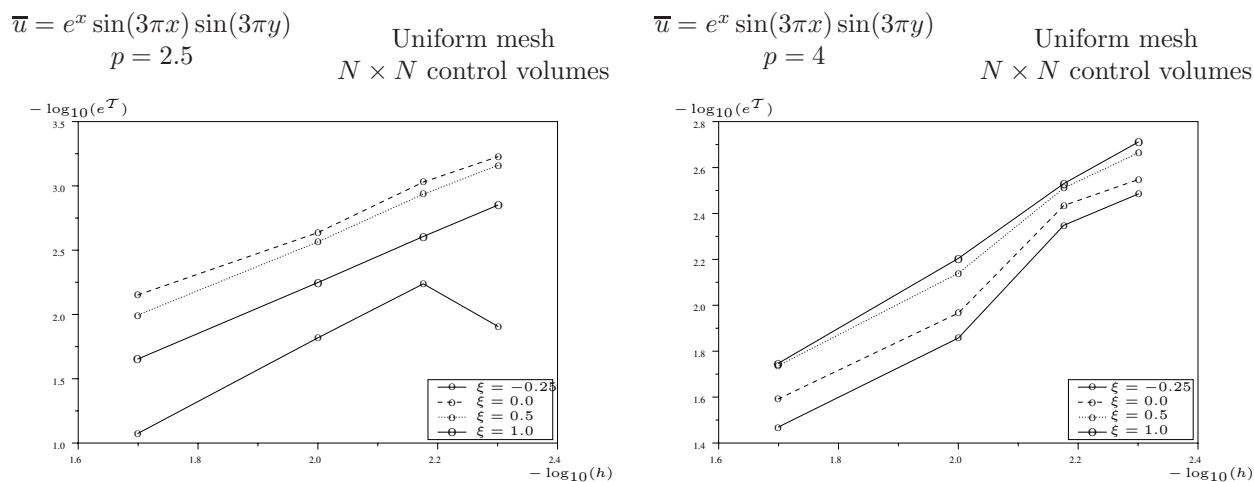 u̅ = eˣ sin(3πx) sin(3πy)
p = 2.5
Uniform mesh
N × N control volumes
− log₁₀(e^𝒯)
3.5
3.0
2.5
2.0
1.5
1.0
1.6
1.8
2.0
2.2
2.4
− log₁₀(h)
ξ = −0.25
ξ = 0.0
ξ = 0.5
ξ = 1.0
u̅ = eˣ sin(3πx) sin(3πy)
p = 4
Uniform mesh
N × N control volumes
− log₁₀(e^𝒯)
2.8
2.6
2.4
2.2
2.0
1.8
1.6
1.4
1.6
1.8
2.0
2.2
2.4
− log₁₀(h)
ξ = −0.25
ξ = 0.0
ξ = 0.5
ξ = 1.0